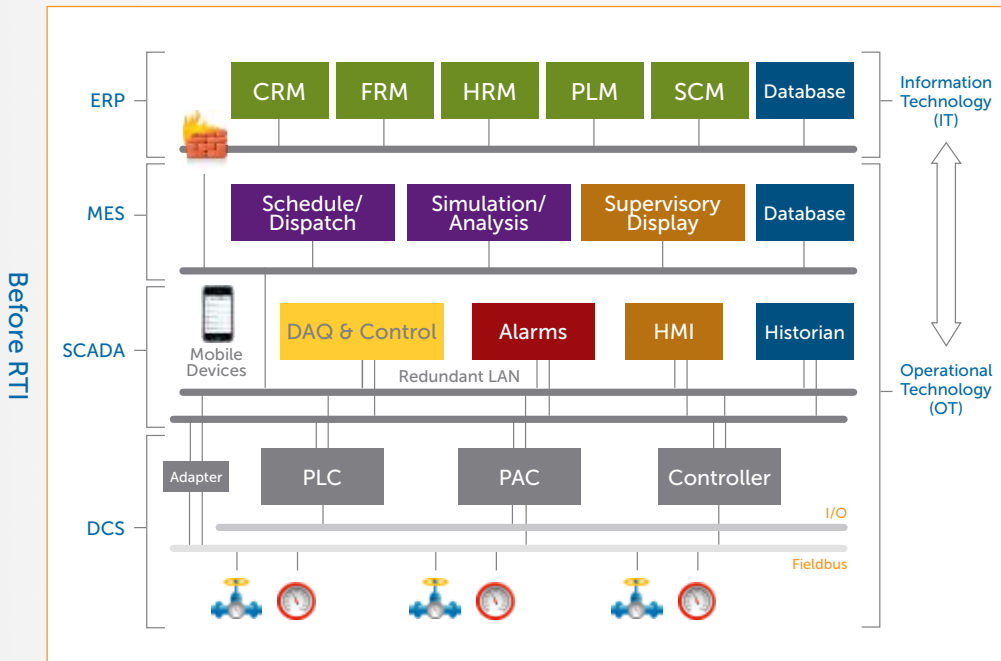 Before RTI
ERP
CRM
FRM
HRM
PLM
SCM
Database
Information
Technology
(IT)
MES
Schedule/
Dispatch
Simulation/
Analysis
Supervisory
Display
Database
SCADA
Mobile
Devices
DAQ & Control
Alarms
HMI
Historian
Redundant LAN
Operational
Technology
(OT)
DCS
Adapter
PLC
PAC
Controller
I/O
Fieldbus